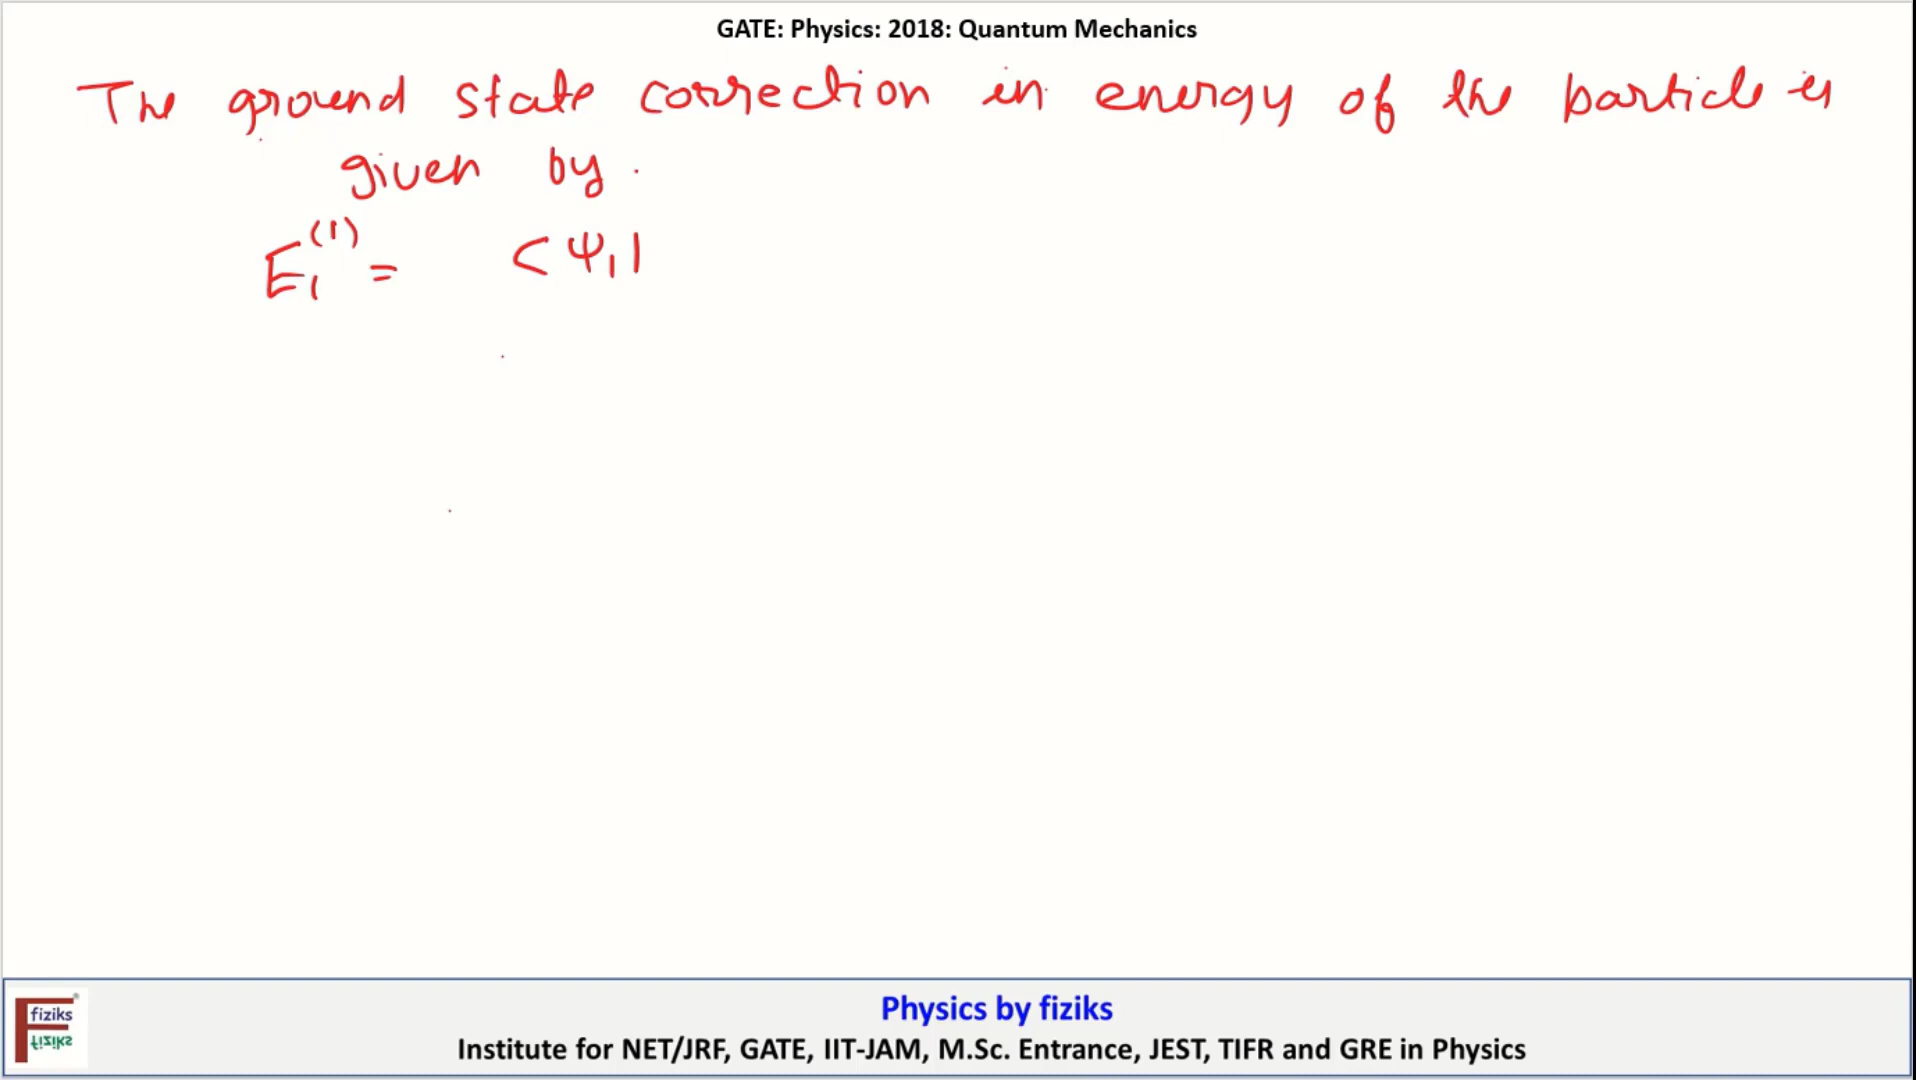 GATE: Physics: 2018: Quantum Mechanics
The ground state correction in energy of the particle is
given by.
E₁⁽¹⁾ = <ψ₁|
fiziks
fiziks
Physics by fiziks
Institute for NET/JRF, GATE, IIT-JAM, M.Sc. Entrance, JEST, TIFR and GRE in Physics